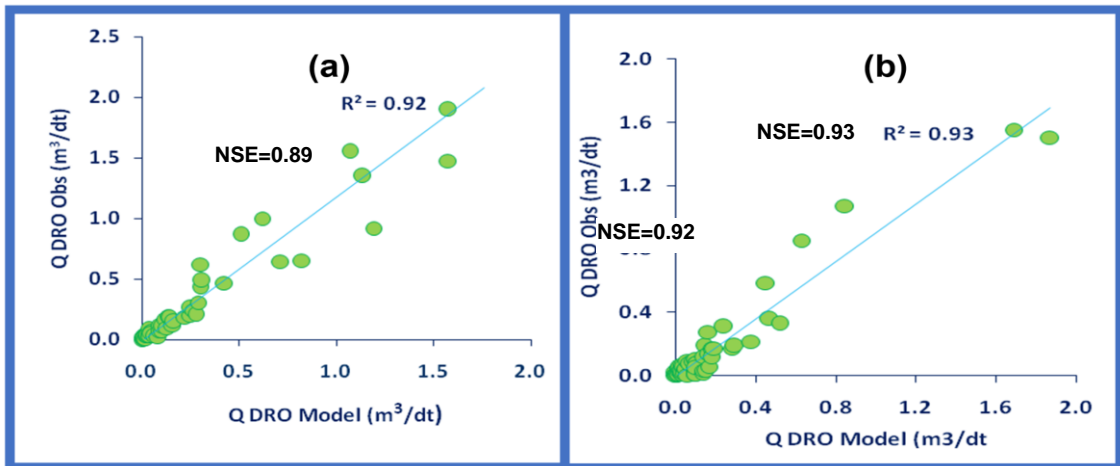 (a)
R² = 0.92
NSE=0.89
Q DRO Obs (m³/dt)
2.5
2.0
1.5
1.0
0.5
0.0
0.0 0.5 1.0 1.5 2.0
Q DRO Model (m³/dt)
(b)
NSE=0.93 R² = 0.93
NSE=0.92
Q DRO Obs (m3/dt)
2.0
1.6
1.2
0.4
0.0
0.0 0.4 0.8 1.2 1.6 2.0
Q DRO Model (m3/dt